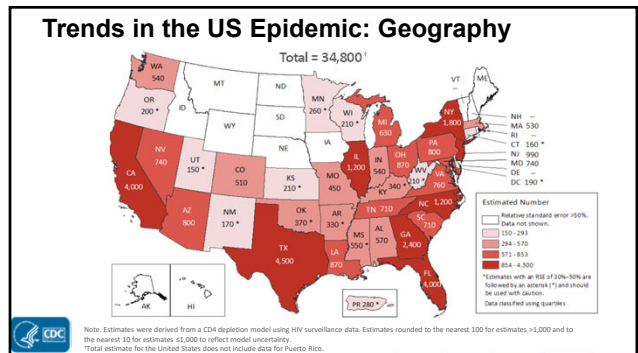 Trends in the US Epidemic: Geography
Total = 34,800†
WA
540
OR
200 *
CA
4,000
NV
740
ID
MT
WY
UT
150 *
AZ
800
CO
510
NM
170 *
ND
SD
NE
KS
210 *
OK
370 *
TX
4,500
MN
260 *
IA
MO
450
AR
330 *
LA
870
WI
210 *
IL
1,200
MI
630
IN
540
OH
870
KY
340 *
TN 710
MS
550 *
AL
570
GA
2,400
FL
4,000
SC
710
NC 1,200
VA
760
WV
210 *
PA
800
NY
1,800
VT
--
ME
--
NH --
MA 530
RI --
CT 160 *
NJ 990
MD 740
DE --
DC 190 *
AK
HI
PR 280 *
Estimated Number
Relative standard error >50%.
Data not shown.
150 - 293
294 - 570
571 - 853
854 - 4,500
*Estimates with an RSE of 30%–50% are
followed by an asterisk (*) and should
be used with caution.
Data classified using quartiles
CDC
Note. Estimates were derived from a CD4 depletion model using HIV surveillance data. Estimates rounded to the nearest 100 for estimates >1,000 and to
the nearest 10 for estimates ≤1,000 to reflect model uncertainty.
†Total estimate for the United States does not include data for Puerto Rico.